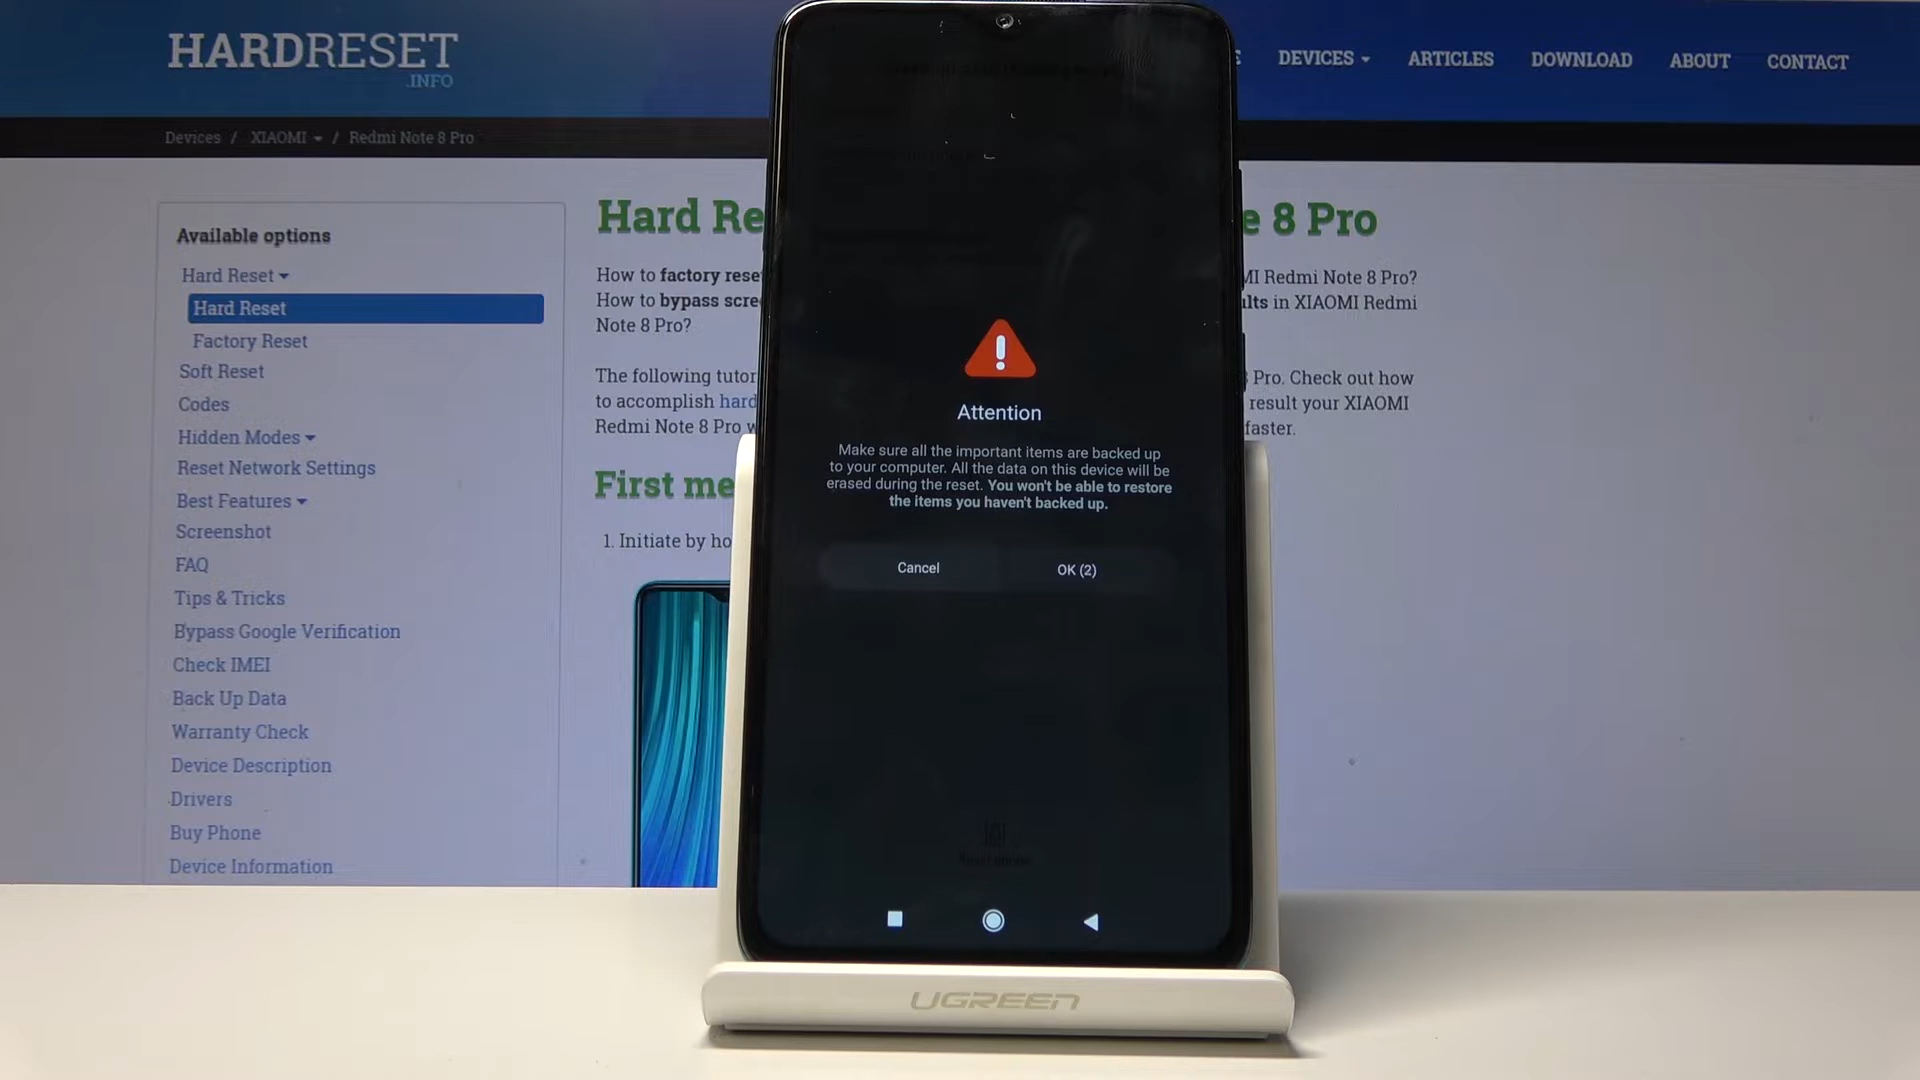 HARDRESET
.INFO
DEVICES
ARTICLES
DOWNLOAD
ABOUT
CONTACT
Devices / XIAOMI / Redmi Note 8 Pro
Available options
Hard Reset
Hard Reset
Factory Reset
Soft Reset
Codes
Hidden Modes
Reset Network Settings
Best Features
Screenshot
FAQ
Tips & Tricks
Bypass Google Verification
Check IMEI
Back Up Data
Warranty Check
Device Description
Drivers
Buy Phone
Device Information
Hard Re
e 8 Pro
How to factory rese
MI Redmi Note 8 Pro?
How to bypass scre
ults in XIAOMI Redmi
Note 8 Pro?
The following tutor
8 Pro. Check out how
to accomplish hard
result your XIAOMI
Redmi Note 8 Pro w
faster.
First me
1. Initiate by ho
Attention
Make sure all the important items are backed up
to your computer. All the data on this device will be
erased during the reset. You won't be able to restore
the items you haven't backed up.
Cancel
OK (2)
UGREEN